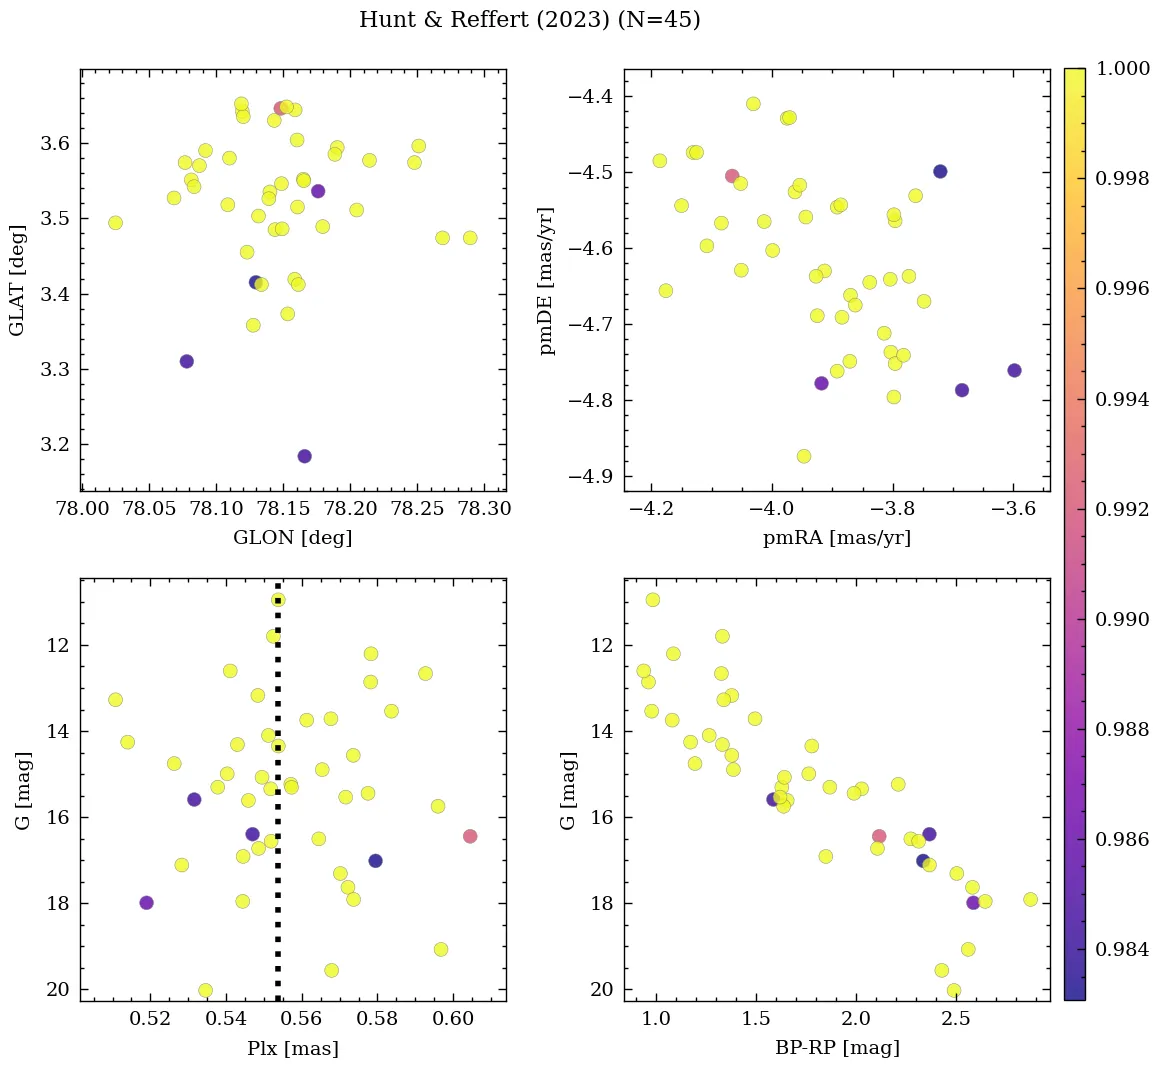 Hunt & Reffert (2023) (N=45)
GLAT [deg]
3.6
3.5
3.4
3.3
3.2
78.00 78.05 78.10 78.15 78.20 78.25 78.30
GLON [deg]
pmDE [mas/yr]
−4.4
−4.5
−4.6
−4.7
−4.8
−4.9
−4.2 −4.0 −3.8 −3.6
pmRA [mas/yr]
1.000
0.998
0.996
0.994
0.992
0.990
0.988
0.986
0.984
G [mag]
12
14
16
18
20
0.52 0.54 0.56 0.58 0.60
Plx [mas]
G [mag]
12
14
16
18
20
1.0 1.5 2.0 2.5
BP-RP [mag]